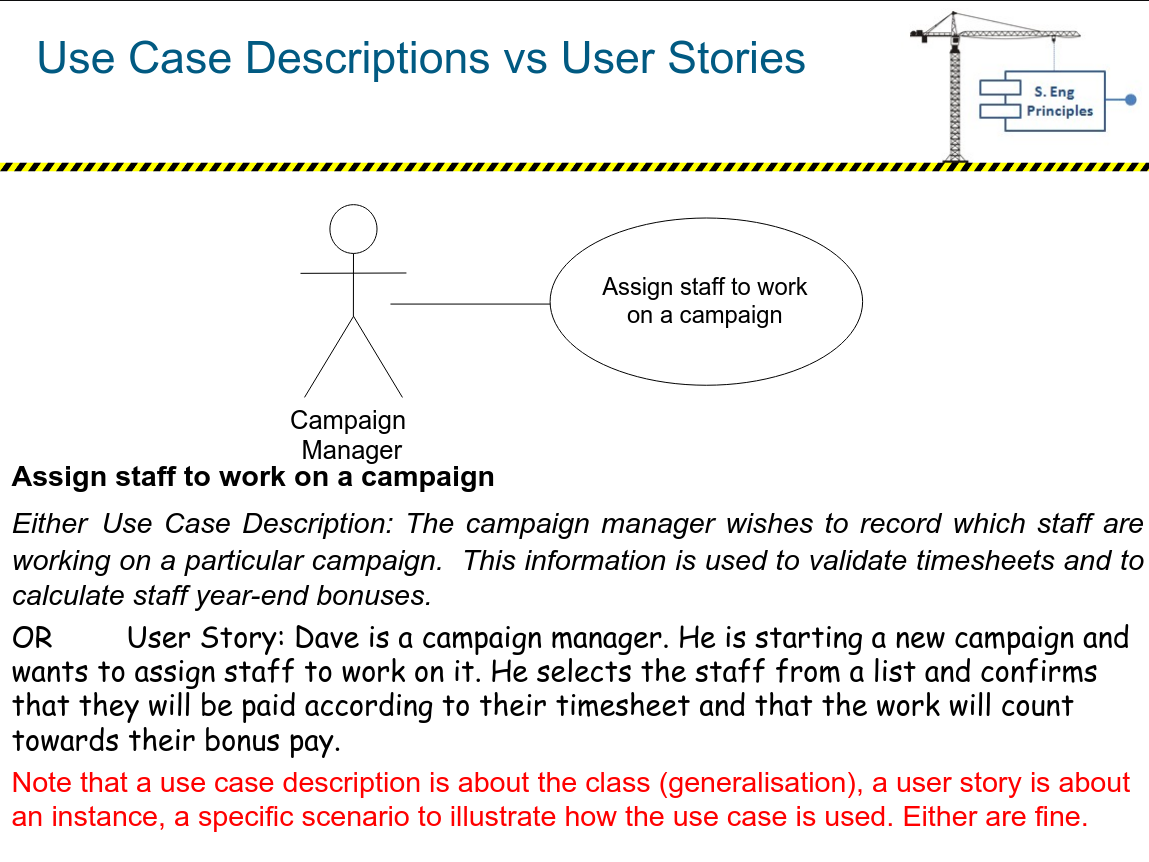 Use Case Descriptions vs User Stories
S. Eng
Principles
Assign staff to work
on a campaign
Campaign
Manager
Assign staff to work on a campaign
Either Use Case Description: The campaign manager wishes to record which staff are
working on a particular campaign. This information is used to validate timesheets and to
calculate staff year-end bonuses.
OR User Story: Dave is a campaign manager. He is starting a new campaign and
wants to assign staff to work on it. He selects the staff from a list and confirms
that they will be paid according to their timesheet and that the work will count
towards their bonus pay.
Note that a use case description is about the class (generalisation), a user story is about
an instance, a specific scenario to illustrate how the use case is used. Either are fine.